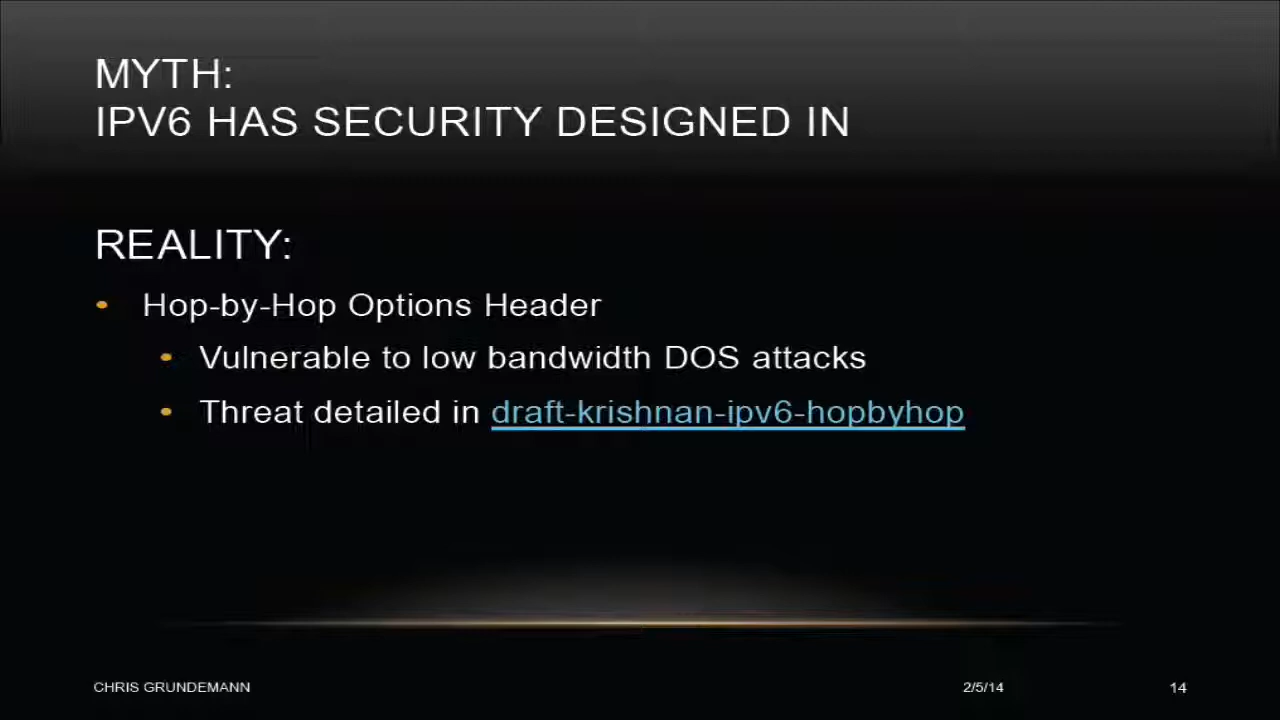 MYTH:
IPV6 HAS SECURITY DESIGNED IN
REALITY:
• Hop-by-Hop Options Header
• Vulnerable to low bandwidth DOS attacks
• Threat detailed in draft-krishnan-ipv6-hopbyhop
CHRIS GRUNDEMANN 2/5/14 14